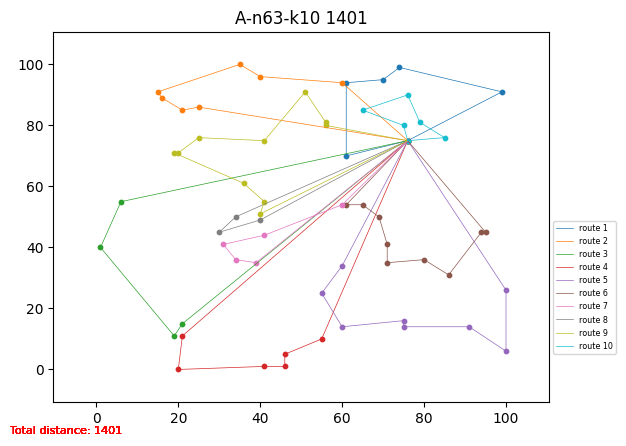 A-n63-k10 1401
100
80
60
40
20
0
0 20 40 60 80 100
route 1
route 2
route 3
route 4
route 5
route 6
route 7
route 8
route 9
route 10
Total distance: 1401